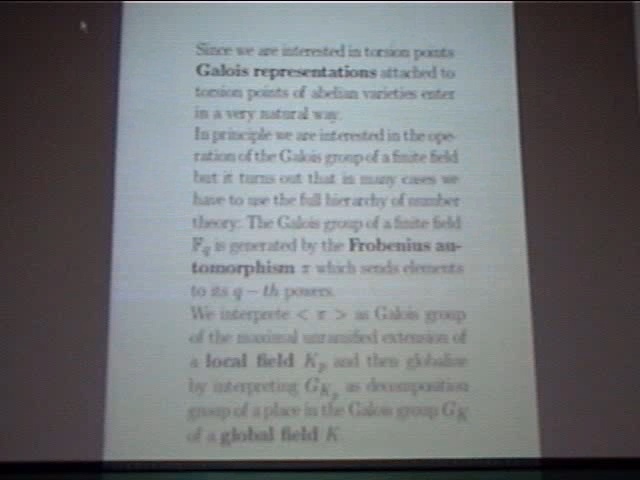 Since we are interested in torsion points
Galois representations attached to
torsion points of abelian varieties enter
in a very natural way.
In principle we are interested in the ope-
ration of the Galois group of a finite field
but it turns out that in many cases we
have to use the full hierarchy of number
theory: The Galois group of a finite field
F_q is generated by the Frobenius au-
tomorphism π which sends elements
to its q − th powers.
We interprete < π > as Galois group
of the maximal unramified extension of
a local field K_p and then globalize
by interpreting G_{K_p} as decomposition
group of a place in the Galois group G_K
of a global field K.